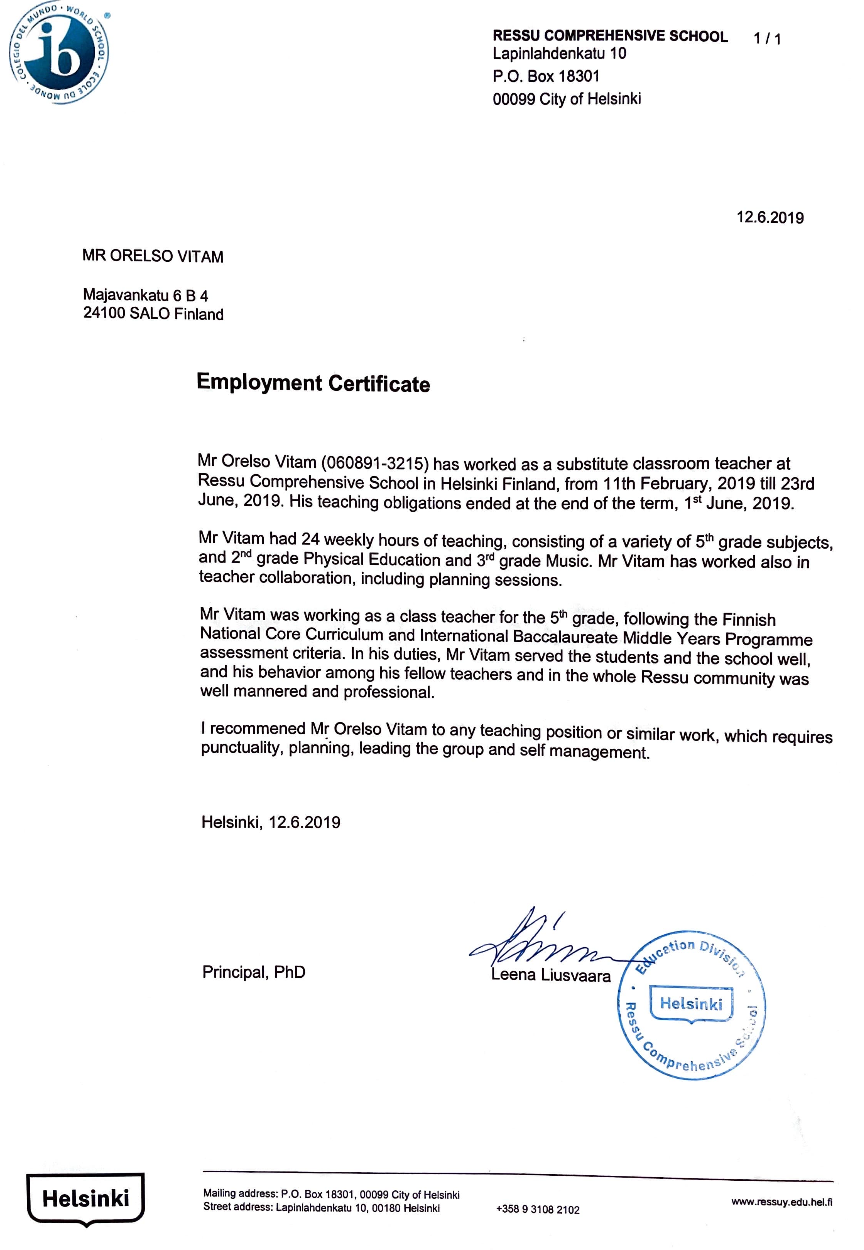 COLEGIO DEL MUNDO · WORLD SCHOOL · ECOLE DU MONDE ·
ib
®
RESSU COMPREHENSIVE SCHOOL 1 / 1
Lapinlahdenkatu 10
P.O. Box 18301
00099 City of Helsinki
12.6.2019
MR ORELSO VITAM
Majavankatu 6 B 4
24100 SALO Finland
Employment Certificate
Mr Orelso Vitam (060891-3215) has worked as a substitute classroom teacher at
Ressu Comprehensive School in Helsinki Finland, from 11th February, 2019 till 23rd
June, 2019. His teaching obligations ended at the end of the term, 1st June, 2019.
Mr Vitam had 24 weekly hours of teaching, consisting of a variety of 5th grade subjects,
and 2nd grade Physical Education and 3rd grade Music. Mr Vitam has worked also in
teacher collaboration, including planning sessions.
Mr Vitam was working as a class teacher for the 5th grade, following the Finnish
National Core Curriculum and International Baccalaureate Middle Years Programme
assessment criteria. In his duties, Mr Vitam served the students and the school well,
and his behavior among his fellow teachers and in the whole Ressu community was
well mannered and professional.
I recommened Mr Orelso Vitam to any teaching position or similar work, which requires
punctuality, planning, leading the group and self management.
Helsinki, 12.6.2019
Principal, PhD
Leena Liusvaara
Education Division
Helsinki
Ressu Comprehensive School
Helsinki
Mailing address: P.O. Box 18301, 00099 City of Helsinki
Street address: Lapinlahdenkatu 10, 00180 Helsinki
+358 9 3108 2102
www.ressuy.edu.hel.fi